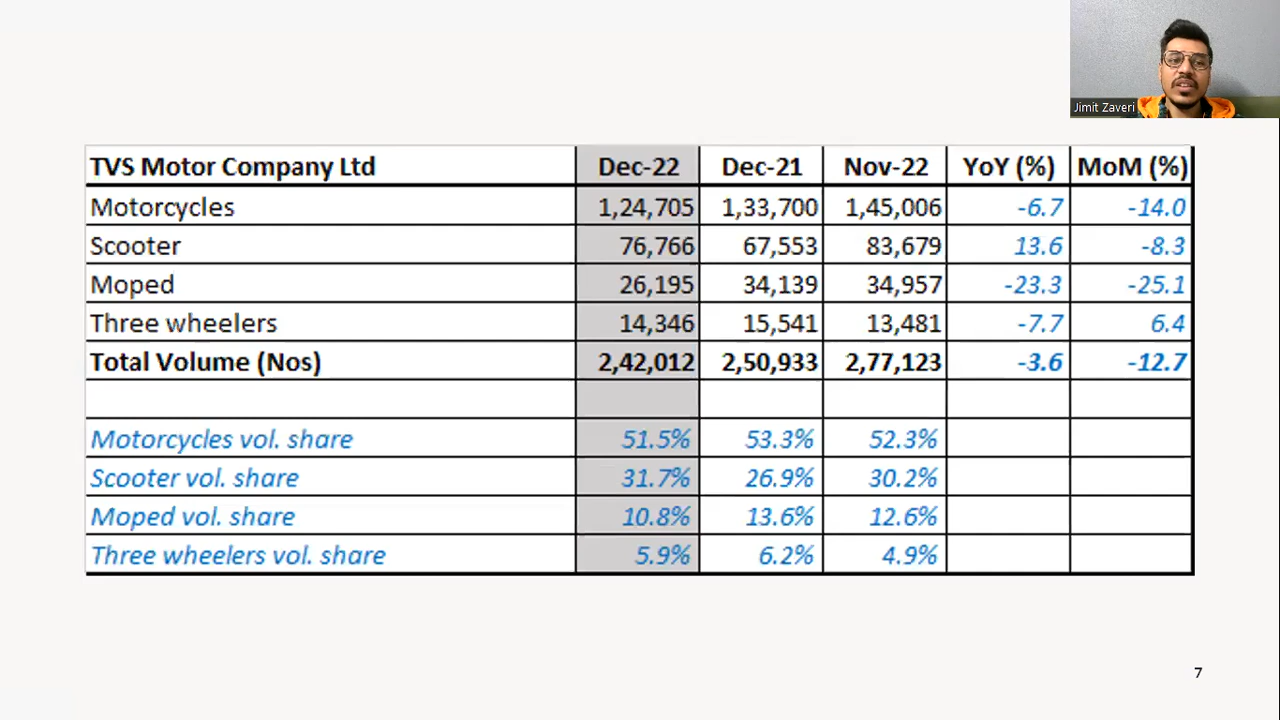 Jimit Zaveri
TVS Motor Company Ltd Dec-22 Dec-21 Nov-22 YoY (%) MoM (%)
Motorcycles 1,24,705 1,33,700 1,45,006 -6.7 -14.0
Scooter 76,766 67,553 83,679 13.6 -8.3
Moped 26,195 34,139 34,957 -23.3 -25.1
Three wheelers 14,346 15,541 13,481 -7.7 6.4
Total Volume (Nos) 2,42,012 2,50,933 2,77,123 -3.6 -12.7
Motorcycles vol. share 51.5% 53.3% 52.3%
Scooter vol. share 31.7% 26.9% 30.2%
Moped vol. share 10.8% 13.6% 12.6%
Three wheelers vol. share 5.9% 6.2% 4.9%
7